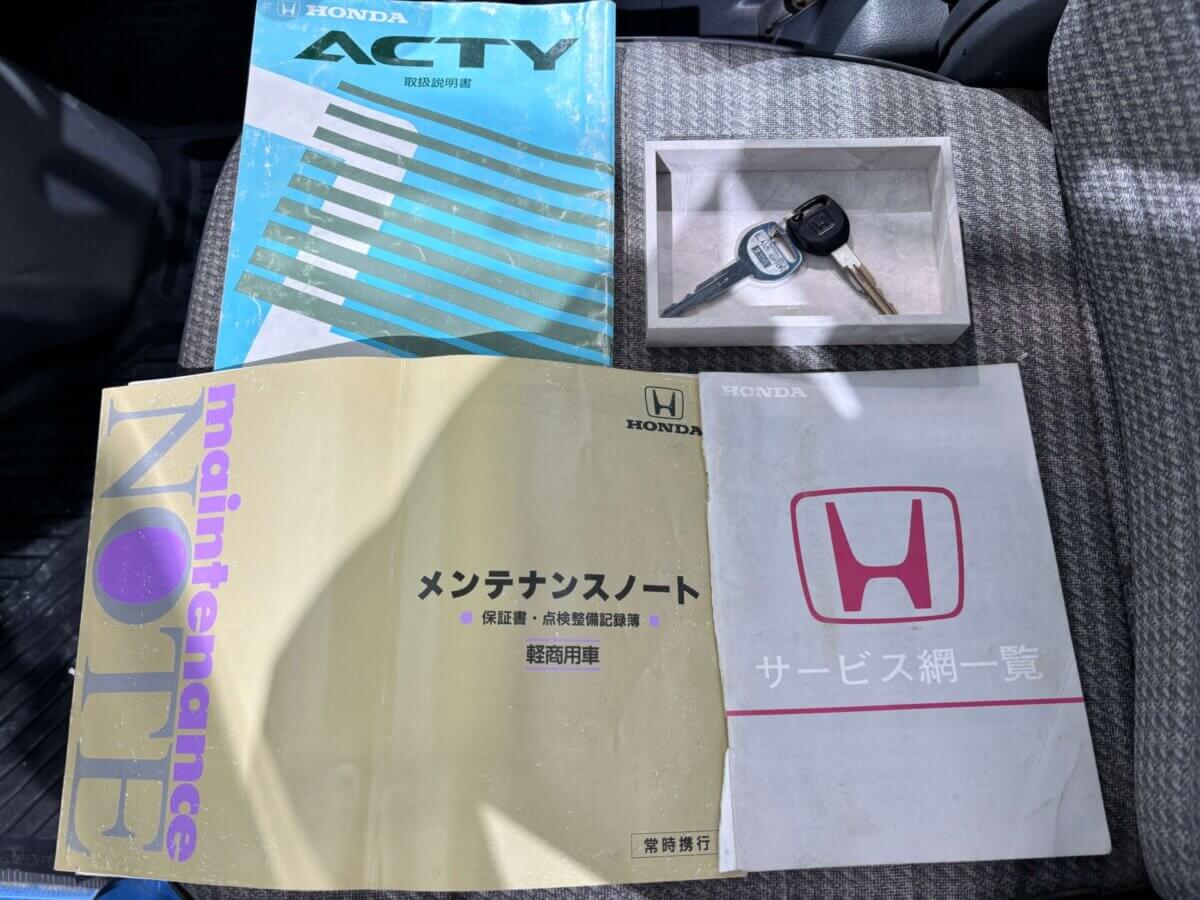 HONDA
ACTY
取扱説明書
maintenance
NOTE
HONDA
メンテナンスノート
保証書・点検整備記録簿
軽商用車
常時携行
HONDA
サービス網一覧